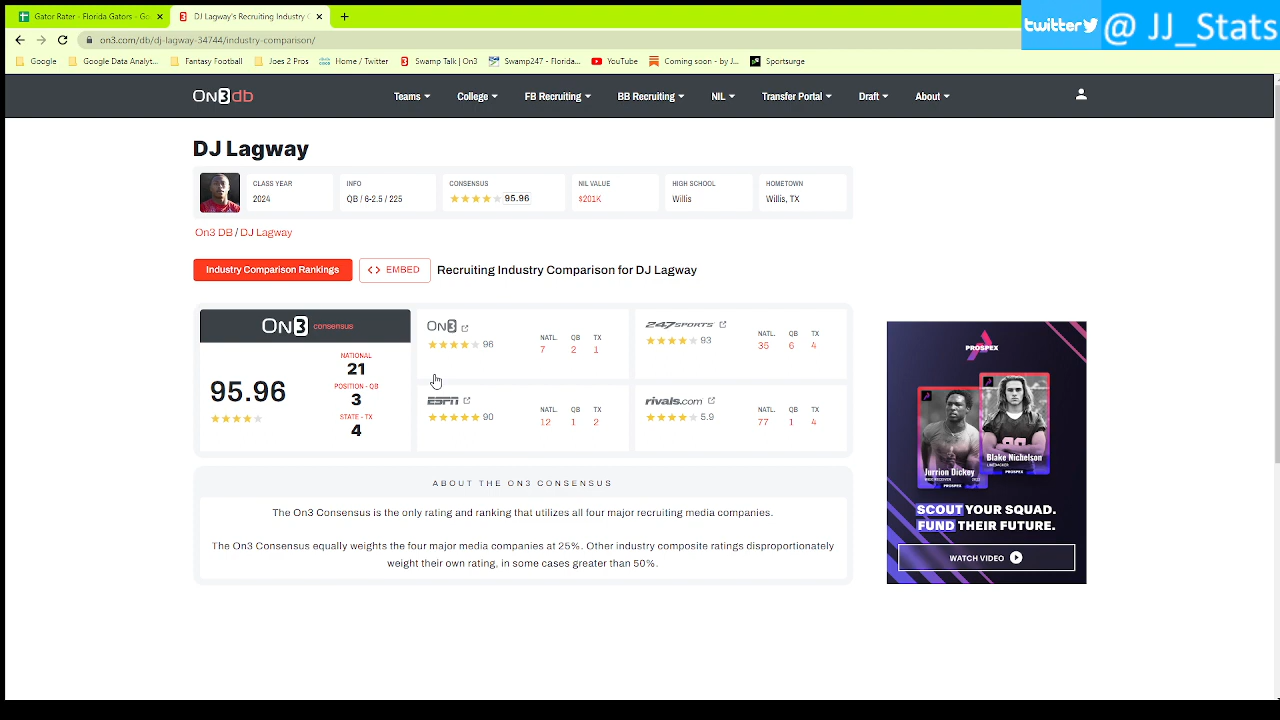 Gator Rater - Florida Gators - Go
DJ Lagway's Recruiting Industry C
twitter @ JJ_Stats
on3.com/db/dj-lagway-34744/industry-comparison/
Google
Google Data Analyt...
Fantasy Football
Joes 2 Pros
Home / Twitter
Swamp Talk | On3
Swamp247 - Florida...
YouTube
Coming soon - by J...
Sportsurge
On3db
Teams
College
FB Recruiting
BB Recruiting
NIL
Transfer Portal
Draft
About
DJ Lagway
CLASS YEAR
2024
INFO
QB / 6-2.5 / 225
CONSENSUS
95.96
NIL VALUE
$201K
HIGH SCHOOL
Willis
HOMETOWN
Willis, TX
On3 DB / DJ Lagway
Industry Comparison Rankings
<> EMBED
Recruiting Industry Comparison for DJ Lagway
On3 consensus
95.96
NATIONAL
21
POSITION - QB
3
STATE - TX
4
On3
96
NATL. QB TX
7 2 1
247SPORTS
93
NATL. QB TX
35 6 4
ESPN
90
NATL. QB TX
12 1 2
rivals.com
5.9
NATL. QB TX
77 1 4
ABOUT THE ON3 CONSENSUS
The On3 Consensus is the only rating and ranking that utilizes all four major recruiting media companies.
The On3 Consensus equally weights the four major media companies at 25%. Other industry composite ratings disproportionately
weight their own rating, in some cases greater than 50%.
PROSPEX
Jurrion Dickey
WIDE RECEIVER
PROSPEX
Blake Nichelson
LINEBACKER
PROSPEX
SCOUT YOUR SQUAD.
FUND THEIR FUTURE.
WATCH VIDEO